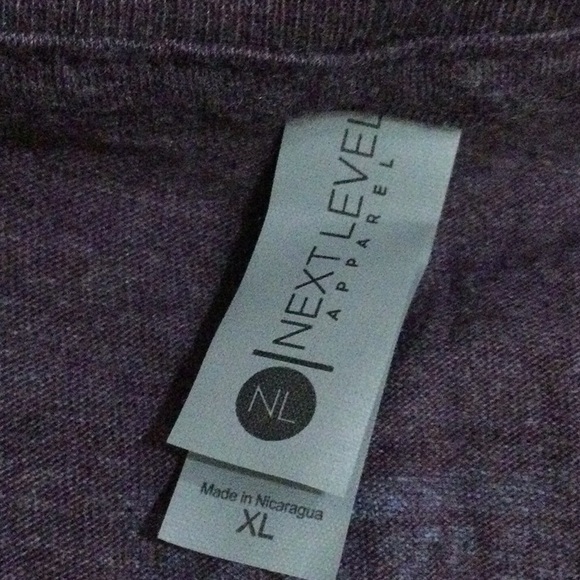 NEXT LEVEL
APPAREL
NL
Made in Nicaragua
XL